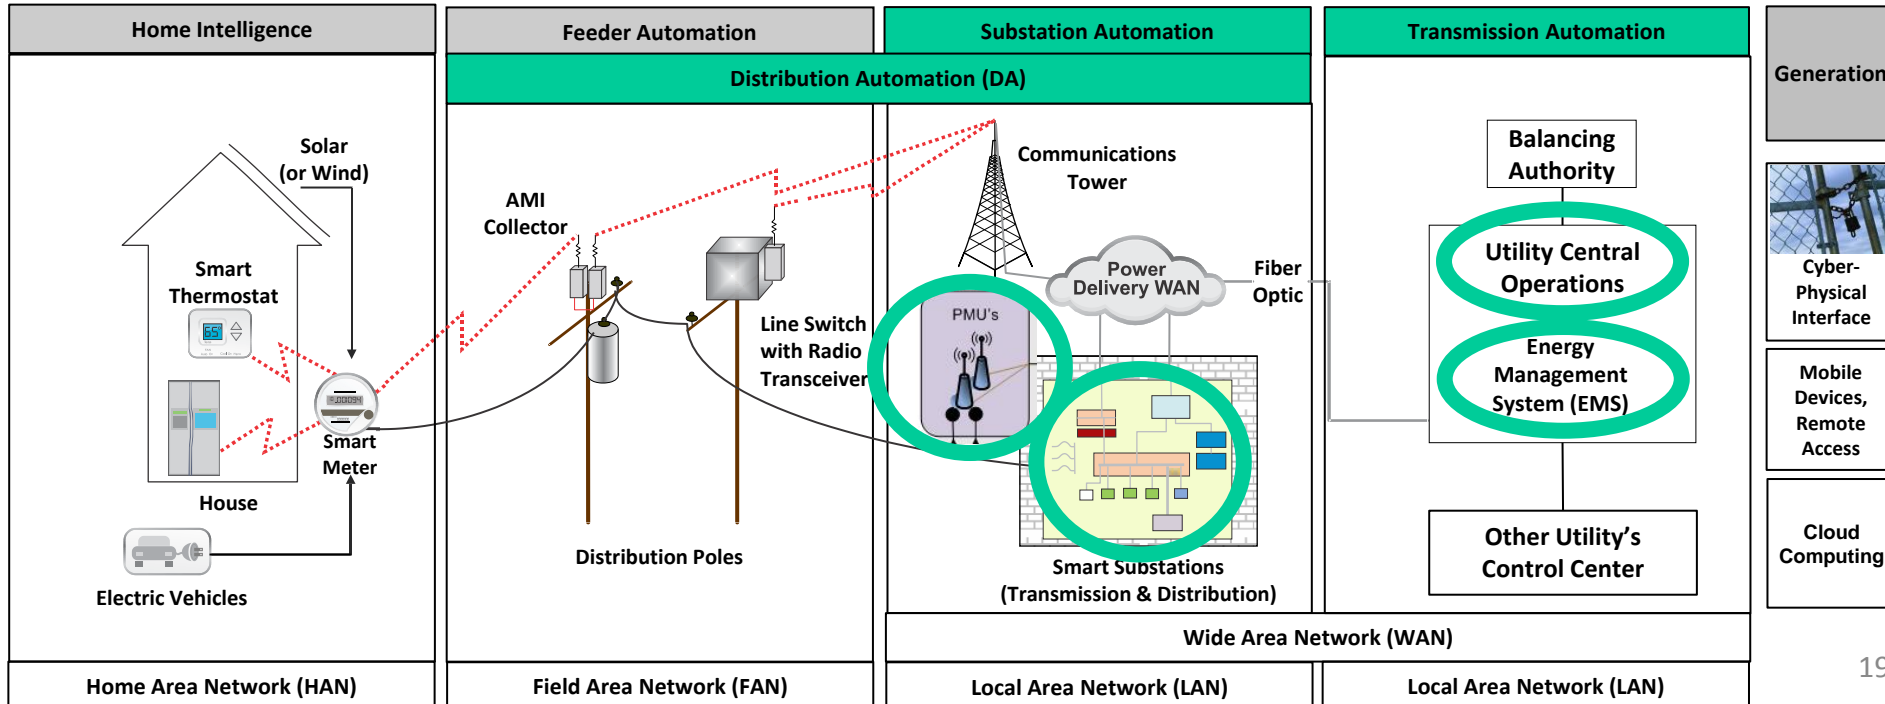 Home Intelligence
Feeder Automation
Substation Automation
Transmission Automation
Generation
Distribution Automation (DA)
Solar
(or Wind)
Smart
Thermostat
Smart
Meter
House
Electric Vehicles
AMI
Collector
Line Switch
with Radio
Transceiver
Distribution Poles
Communications
Tower
Power
Delivery WAN
Fiber
Optic
PMU's
Smart Substations
(Transmission & Distribution)
Balancing
Authority
Utility Central
Operations
Energy
Management
System (EMS)
Other Utility’s
Control Center
Cyber-
Physical
Interface
Mobile
Devices,
Remote
Access
Cloud
Computing
Wide Area Network (WAN)
Home Area Network (HAN)
Field Area Network (FAN)
Local Area Network (LAN)
Local Area Network (LAN)
19